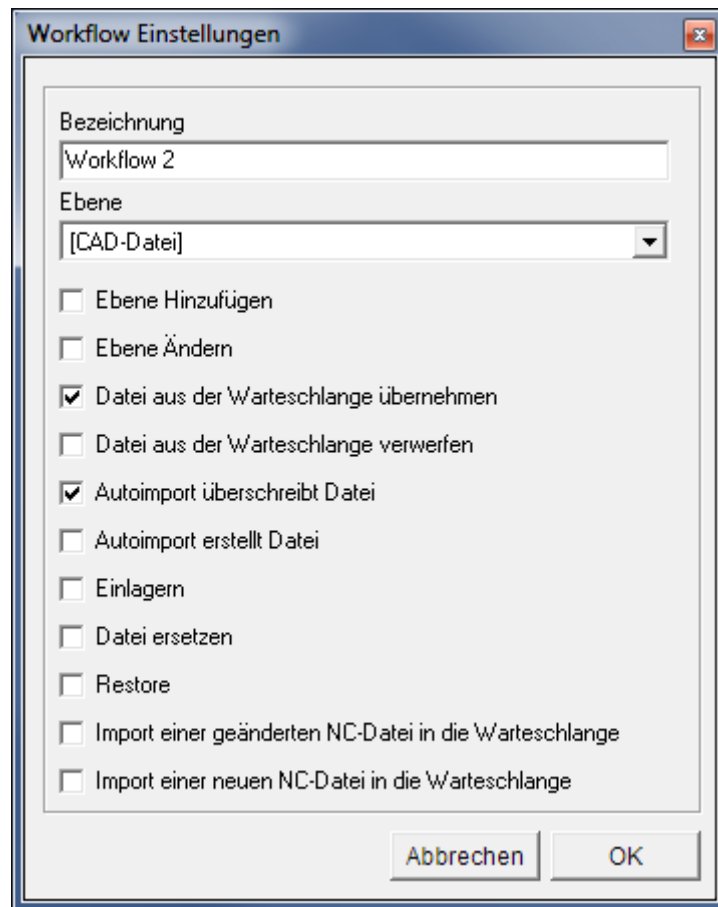 Workflow Einstellungen
Bezeichnung
Workflow 2
Ebene
[CAD-Datei]
Ebene Hinzufügen
Ebene Ändern
Datei aus der Warteschlange übernehmen
Datei aus der Warteschlange verwerfen
Autoimport überschreibt Datei
Autoimport erstellt Datei
Einlagern
Datei ersetzen
Restore
Import einer geänderten NC-Datei in die Warteschlange
Import einer neuen NC-Datei in die Warteschlange
Abbrechen
OK